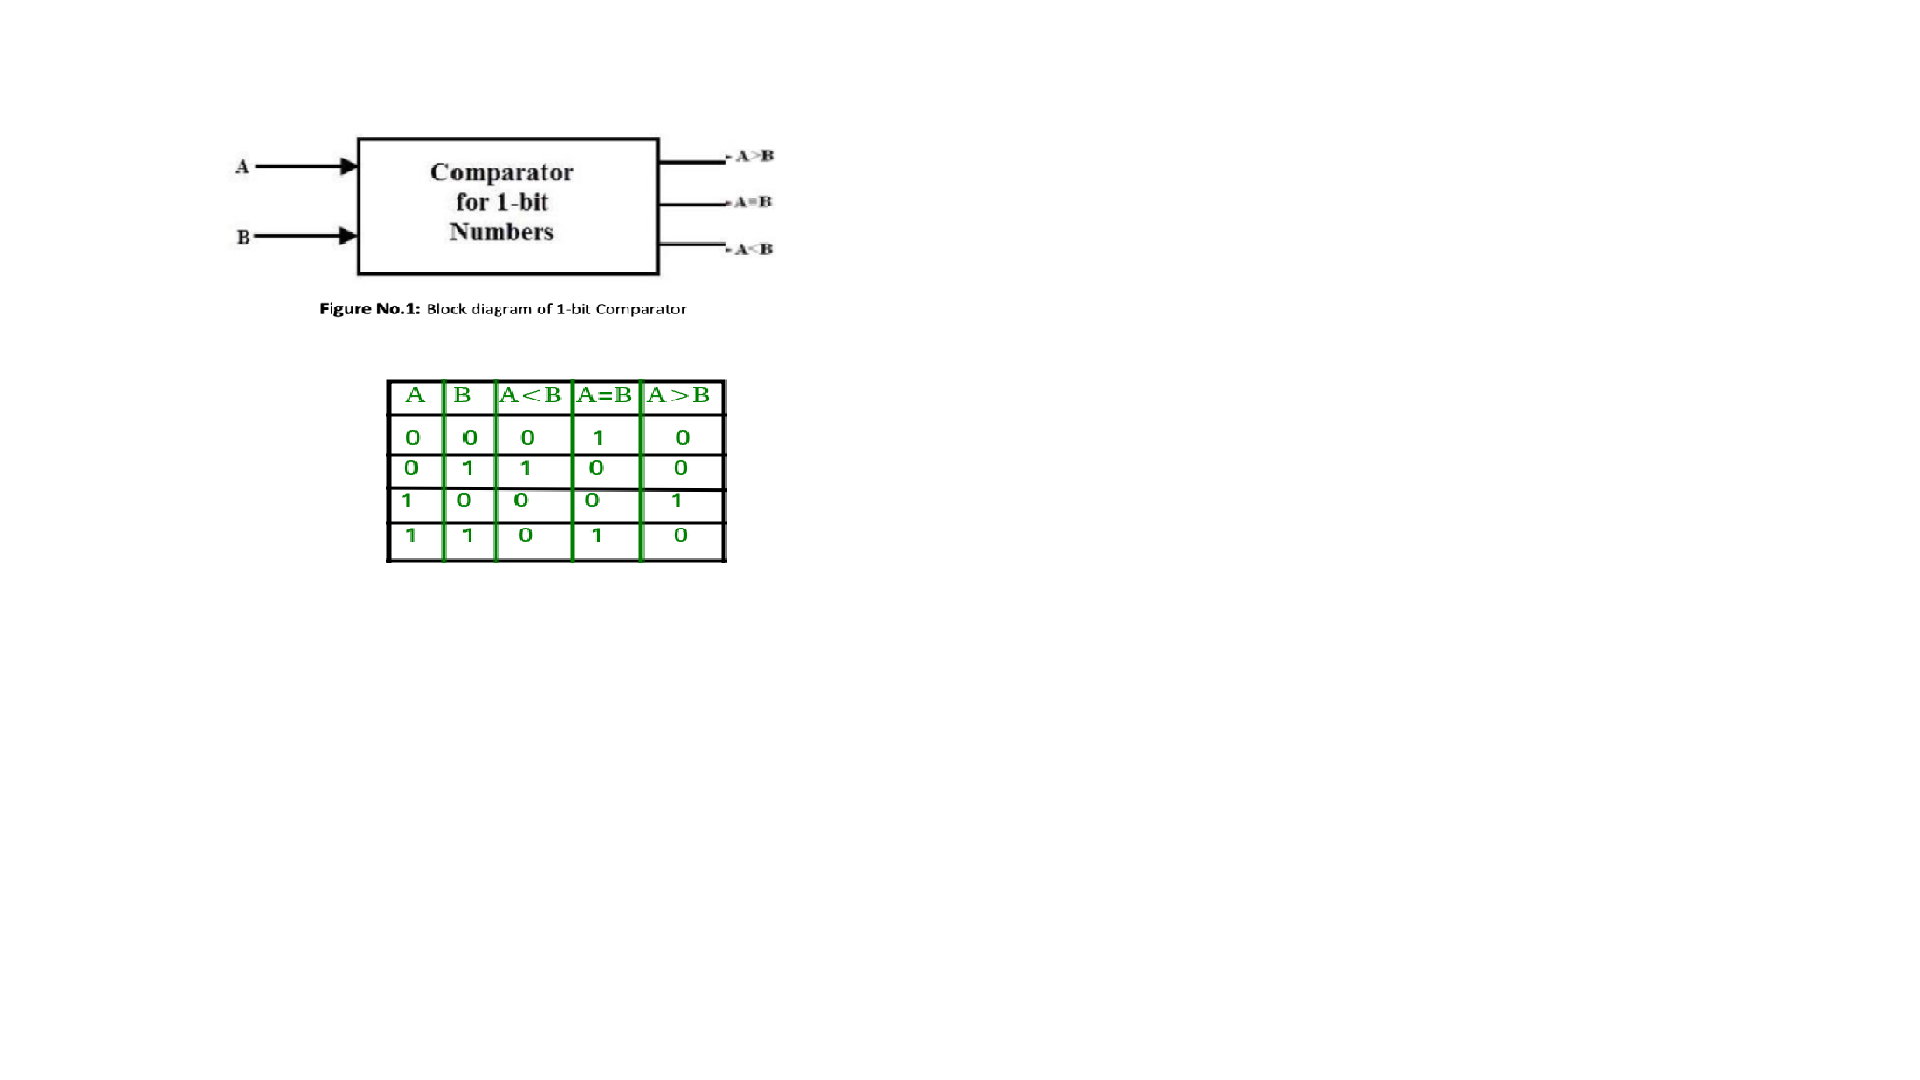 A
B
Comparator
for 1-bit
Numbers
A>B
A=B
A<B
Figure No.1: Block diagram of 1-bit Comparator
A B A<B A=B A>B
0 0 0 1 0
0 1 1 0 0
1 0 0 0 1
1 1 0 1 0